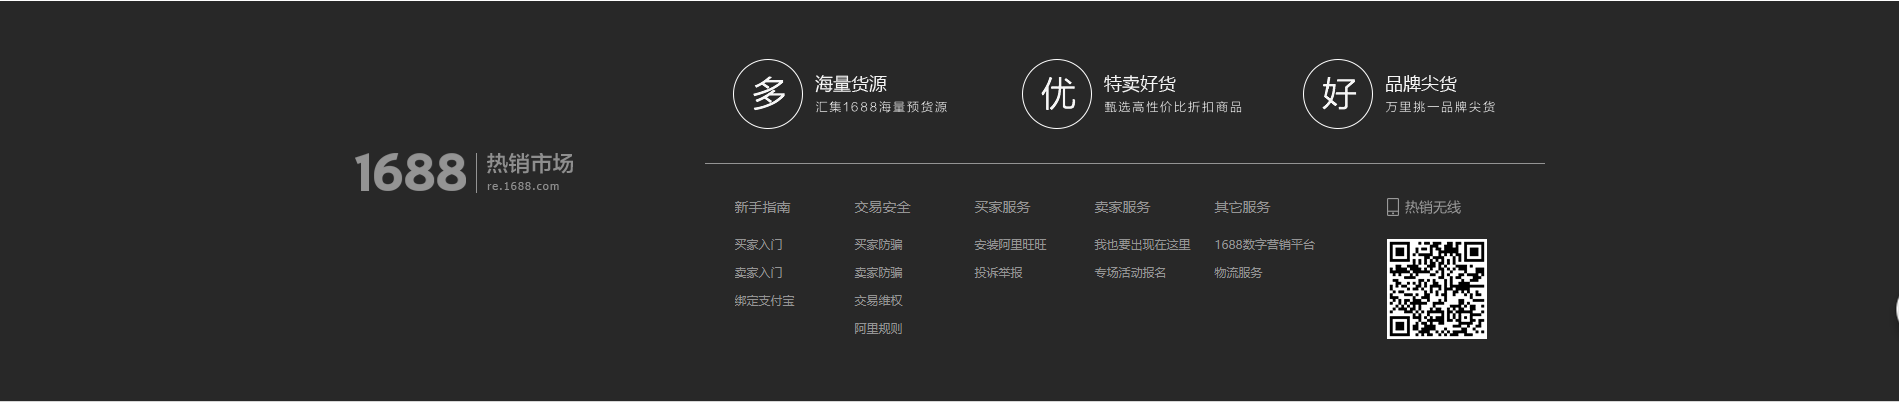 多
海量货源
汇集1688海量预货源
优
特卖好货
甄选高性价比折扣商品
好
品牌尖货
万里挑一品牌尖货
1688
热销市场
re.1688.com
新手指南
买家入门
卖家入门
绑定支付宝
交易安全
买家防骗
卖家防骗
交易维权
阿里规则
买家服务
安装阿里旺旺
投诉举报
卖家服务
我也要出现在这里
专场活动报名
其它服务
1688数字营销平台
物流服务
热销无线